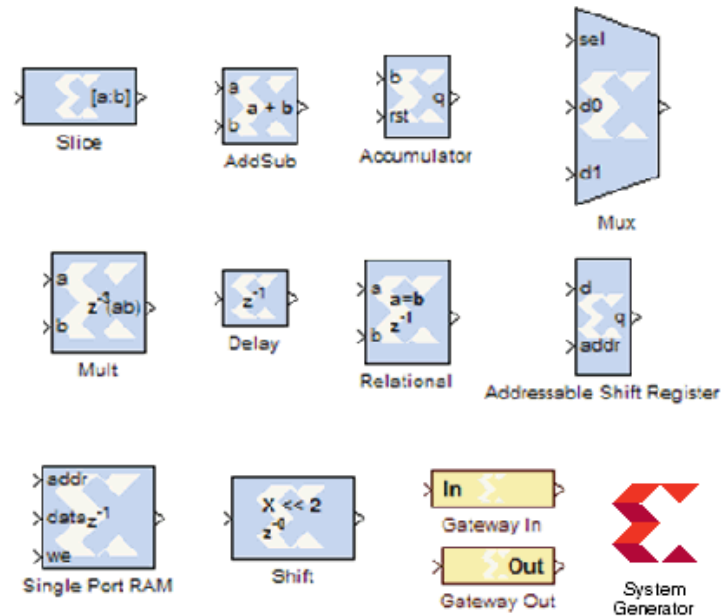 [a:b]
Slice
a
b
a + b
AddSub
b
rst
q
Accumulator
sel
d0
d1
Mux
a
b
(ab)
Mult
z⁻¹
Delay
a
b
a=b
z⁻¹
Relational
d
addr
q
Addressable Shift Register
addr
data
we
z⁻¹
Single Port RAM
X << 2
z⁻⁰
Shift
In
Gateway In
Out
Gateway Out
System
Generator